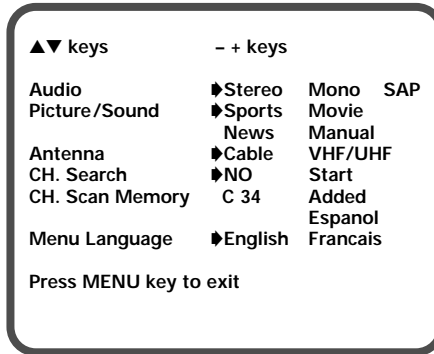 ▲▼ keys – + keys
Audio ➧Stereo Mono SAP
Picture/Sound ➧Sports Movie
News Manual
Antenna ➧Cable VHF/UHF
CH. Search ➧NO Start
CH. Scan Memory C 34 Added
Espanol
Menu Language ➧English Francais
Press MENU key to exit